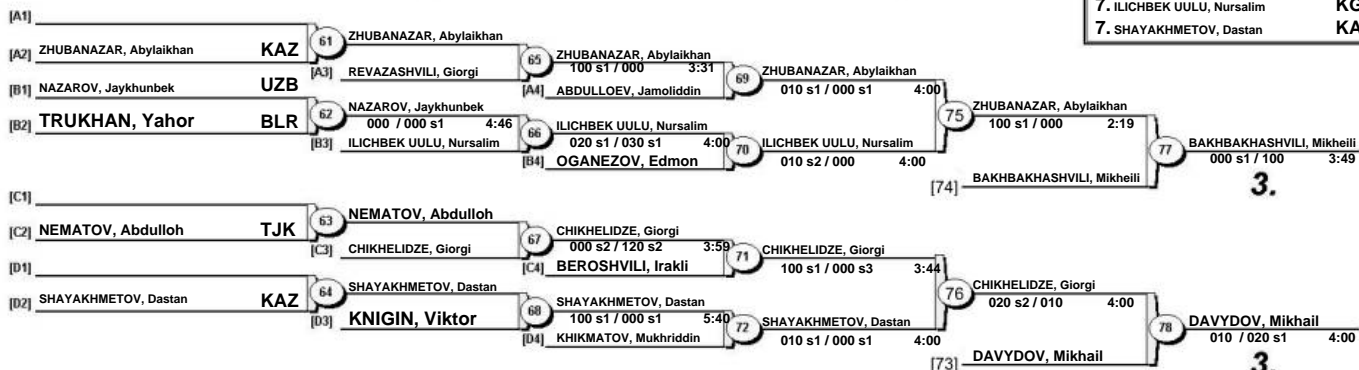 7. ILICHBEK UULU, Nursalim KG
7. SHAYAKHMETOV, Dastan KA
[A1]
[A2] ZHUBANAZAR, Abylaikhan KAZ
61 ZHUBANAZAR, Abylaikhan
[A3] REVAZASHVILI, Giorgi
65 ZHUBANAZAR, Abylaikhan
100 s1 / 000 3:31
[A4] ABDULLOEV, Jamoliddin
69 ZHUBANAZAR, Abylaikhan
010 s1 / 000 s1 4:00
[B1] NAZAROV, Jaykhunbek UZB
[B2] TRUKHAN, Yahor BLR
62 NAZAROV, Jaykhunbek
000 / 000 s1 4:46
[B3] ILICHBEK UULU, Nursalim
66 ILICHBEK UULU, Nursalim
020 s1 / 030 s1 4:00
[B4] OGANEZOV, Edmon
70 ILICHBEK UULU, Nursalim
010 s2 / 000 4:00
75 ZHUBANAZAR, Abylaikhan
100 s1 / 000 2:19
[74] BAKHBAKHASHVILI, Mikheili
77 BAKHBAKHASHVILI, Mikheili
000 s1 / 100 3:49
3.
[C1]
[C2] NEMATOV, Abdulloh TJK
63 NEMATOV, Abdulloh
[C3] CHIKHELIDZE, Giorgi
67 CHIKHELIDZE, Giorgi
000 s2 / 120 s2 3:59
[C4] BEROSHVILI, Irakli
71 CHIKHELIDZE, Giorgi
100 s1 / 000 s3 3:44
[D1]
[D2] SHAYAKHMETOV, Dastan KAZ
64 SHAYAKHMETOV, Dastan
[D3] KNIGIN, Viktor
68 SHAYAKHMETOV, Dastan
100 s1 / 000 s1 5:40
[D4] KHIKMATOV, Mukhriddin
72 SHAYAKHMETOV, Dastan
010 s1 / 000 s1 4:00
76 CHIKHELIDZE, Giorgi
020 s2 / 010 4:00
[73] DAVYDOV, Mikhail
78 DAVYDOV, Mikhail
010 / 020 s1 4:00
3.